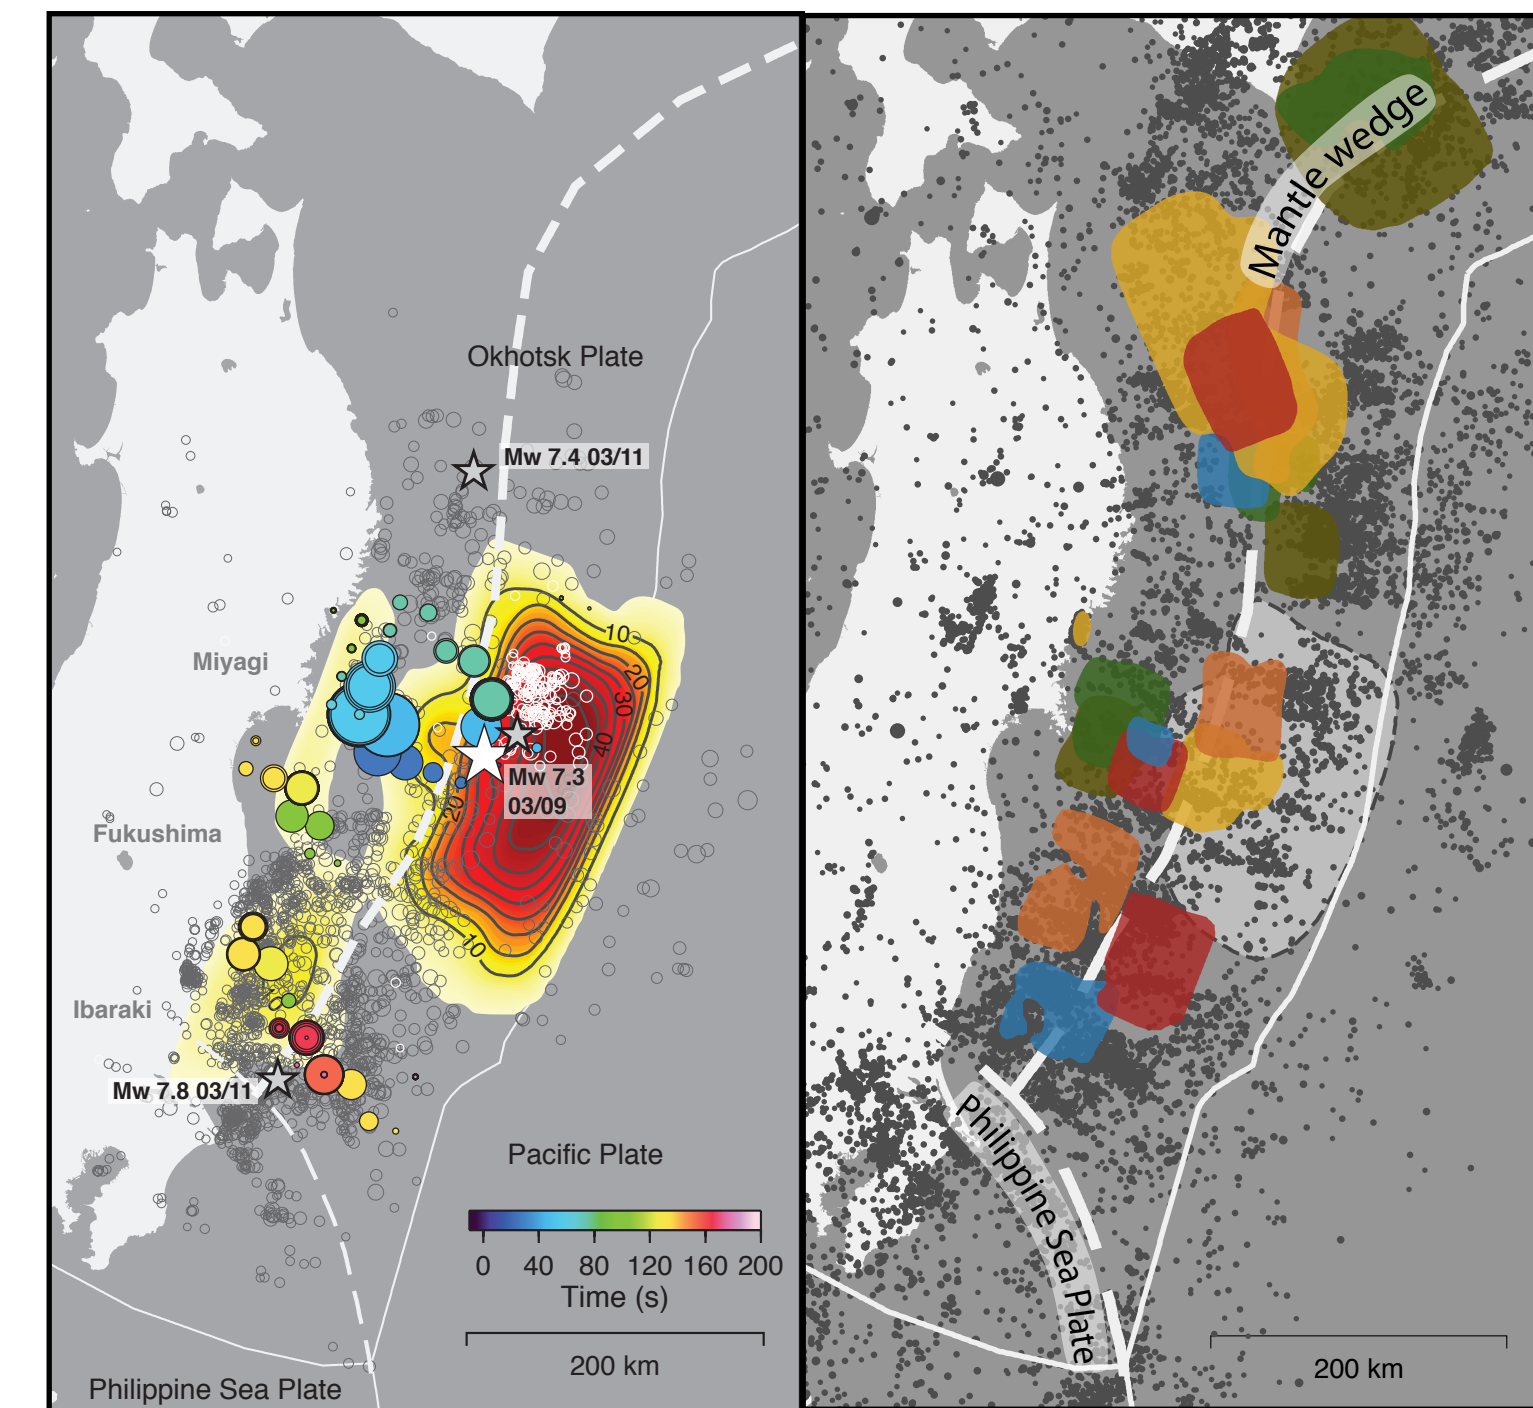 Okhotsk Plate
Mw 7.4 03/11
10
20
30
40
Miyagi
Mw 7.3
03/09
20
Fukushima
10
Ibaraki
Mw 7.8 03/11
Pacific Plate
0 40 80 120 160 200
Time (s)
200 km
Philippine Sea Plate
Mantle wedge
Philippine Sea Plate
200 km